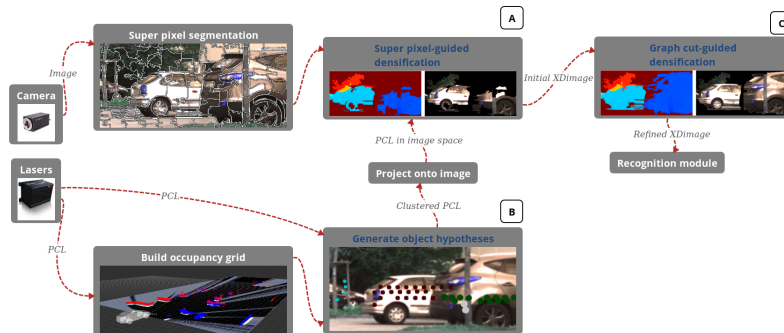 A
C
Super pixel segmentation
Super pixel-guided
densification
Graph cut-guided
densification
Image
Initial XDimage
Camera
PCL in image space
Refined XDimage
Lasers
Project onto image
Recognition module
PCL
Clustered PCL
B
PCL
Generate object hypotheses
Build occupancy grid